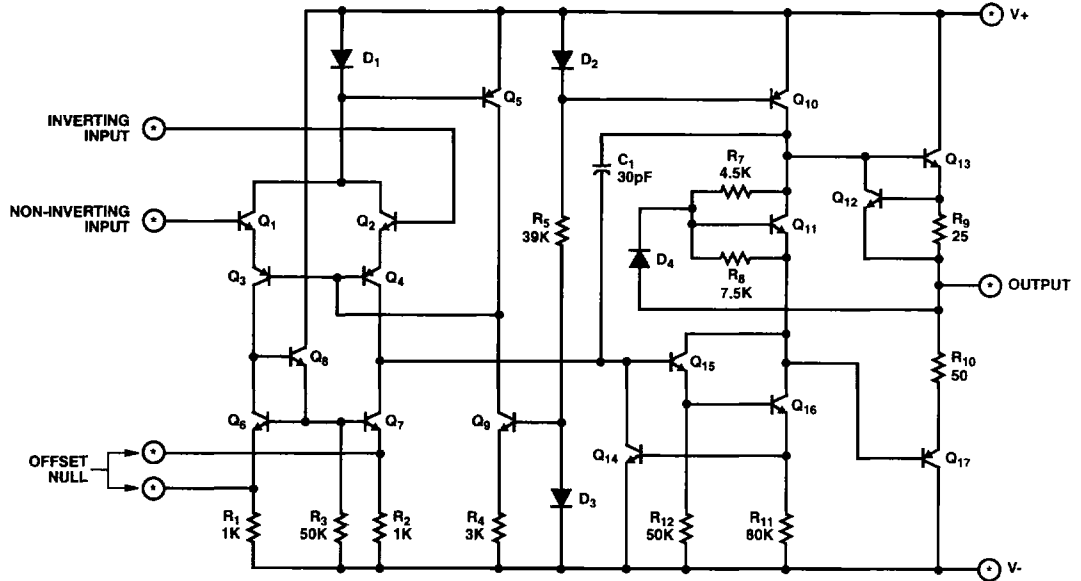 V+
D1
D2
Q5
Q10
INVERTING
INPUT
C1
30pF
R7
4.5K
Q13
NON-INVERTING
INPUT
Q1
Q2
Q12
R5
39K
Q11
R9
25
Q3
Q4
D4
R8
7.5K
OUTPUT
Q8
Q15
R10
50
Q6
Q7
Q9
Q16
Q14
Q17
OFFSET
NULL
D3
R1
1K
R3
50K
R2
1K
R4
3K
R12
50K
R11
80K
V-